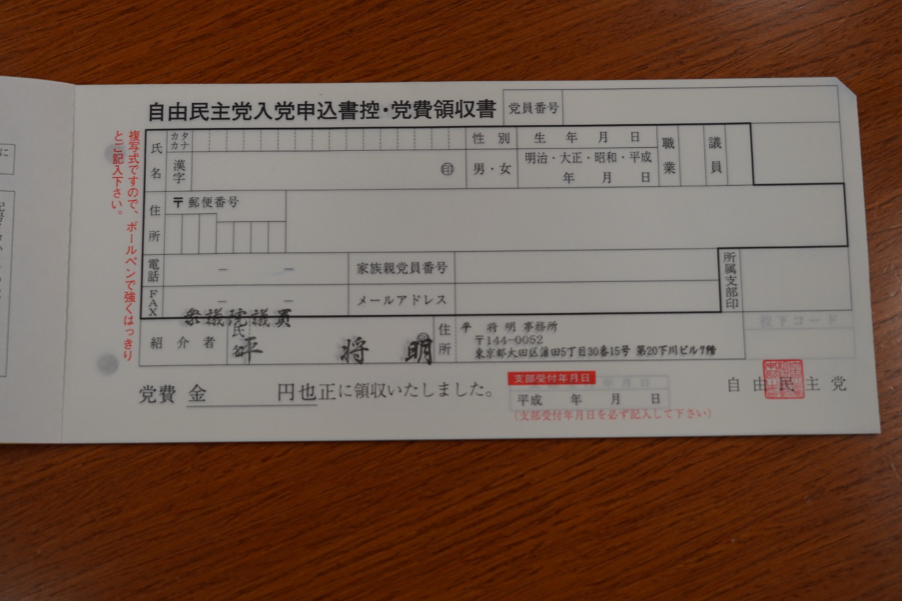 自由民主党入党申込書控・党費領収書
党員番号
複写式ですので、ボールペンで強くはっきり
とご記入下さい。
氏名
カタカナ
漢字
㊞
性別
男・女
生年月日
明治・大正・昭和・平成
年 月 日
職業
議員
住所
〒郵便番号
電話
－ －
家族親党員番号
FAX
－ －
メールアドレス
所属支部印
衆議院議員
紹介者
氏名
平 将明
住所
平 将明 事務所
〒144-0052
東京都大田区蒲田5丁目30番15号 第20下川ビル7階
投下コード
党費 金 円也正に領収いたしました。
支部受付年月日
平成 年 月 日
(支部受付年月日を必ず記入して下さい)
自由民主党